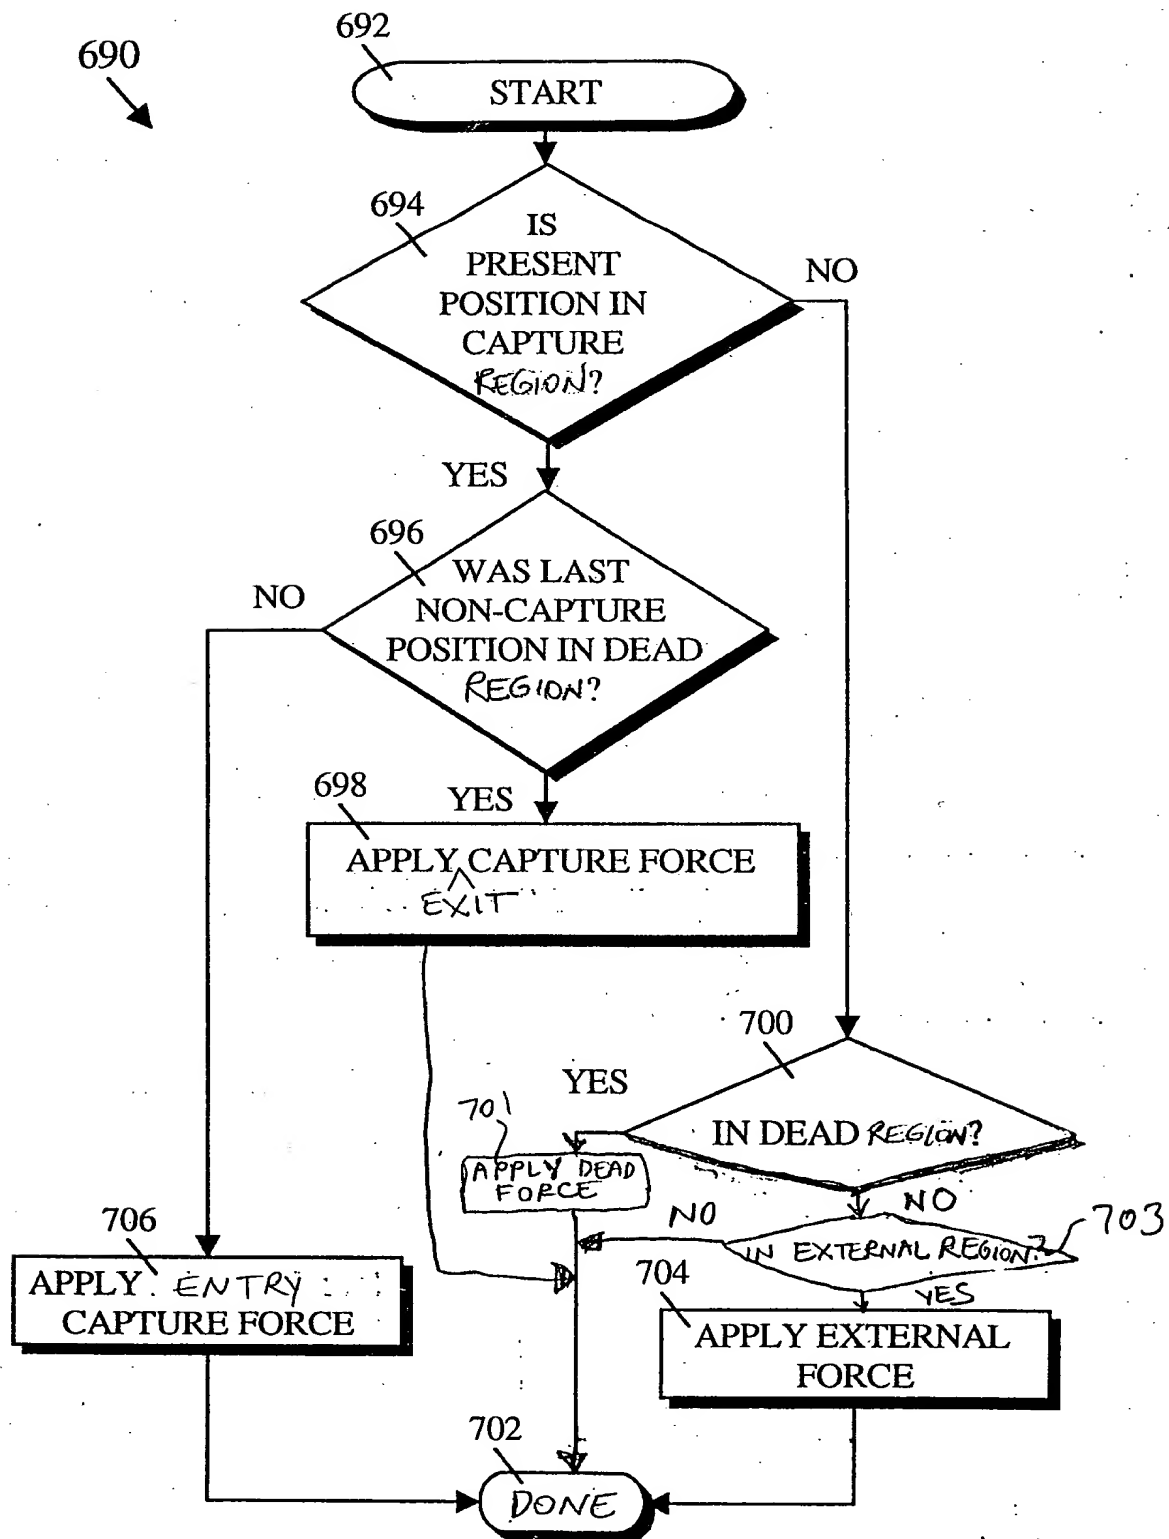 692
690
START
694
IS
PRESENT
POSITION IN
CAPTURE
REGION?
NO
YES
696
WAS LAST
NON-CAPTURE
POSITION IN DEAD
REGION?
NO
YES
698
APPLY CAPTURE FORCE
EXIT
700
YES
IN DEAD REGION?
701
APPLY DEAD
FORCE
NO
NO
703
IN EXTERNAL REGION?
706
APPLY ENTRY
CAPTURE FORCE
704
YES
APPLY EXTERNAL
FORCE
702
DONE